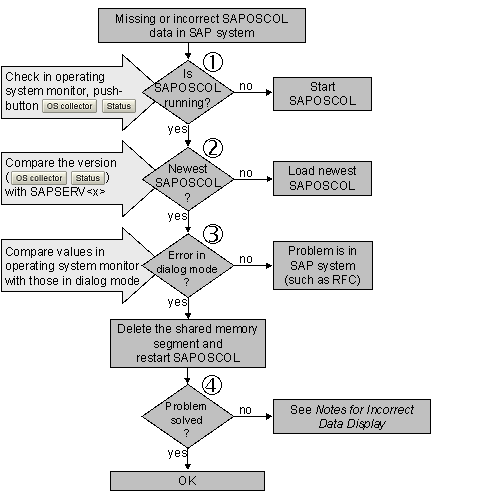 Missing or incorrect SAPOSCOL
data in SAP system
①
Check in operating
system monitor, push-
button OS collector Status
Is
SAPOSCOL
running?
no
Start
SAPOSCOL
yes
②
Compare the version
( OS collector Status )
with SAPSERV<x>
Newest
SAPOSCOL
?
no
Load newest
SAPOSCOL
yes
③
Compare values in
operating system monitor
with those in dialog mode
Error in
dialog mode
?
no
Problem is in
SAP system
(such as RFC)
yes
Delete the shared memory
segment and
restart SAPOSCOL
④
Problem
solved
?
no
See Notes for Incorrect
Data Display
yes
OK